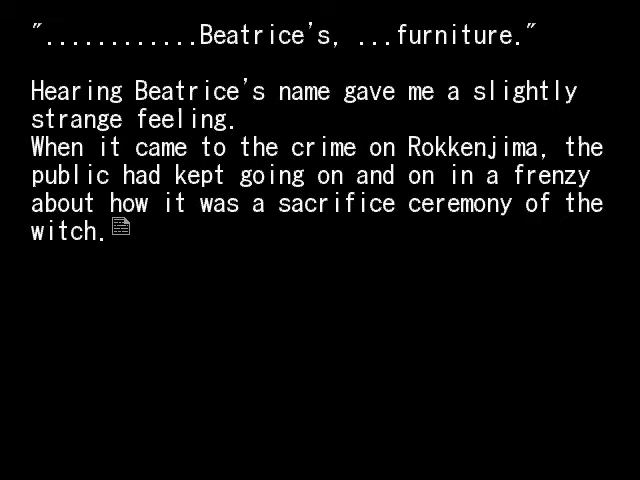 "............Beatrice's, ...furniture."
Hearing Beatrice's name gave me a slightly
strange feeling.
When it came to the crime on Rokkenjima, the
public had kept going on and on in a frenzy
about how it was a sacrifice ceremony of the
witch.